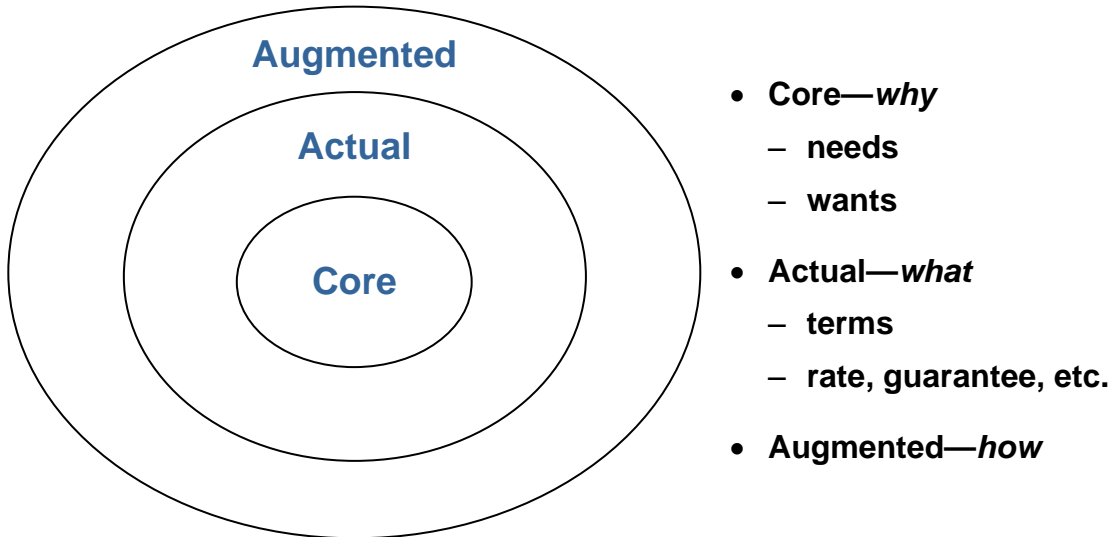 Augmented
Actual
Core
• Core—why
– needs
– wants
• Actual—what
– terms
– rate, guarantee, etc.
• Augmented—how